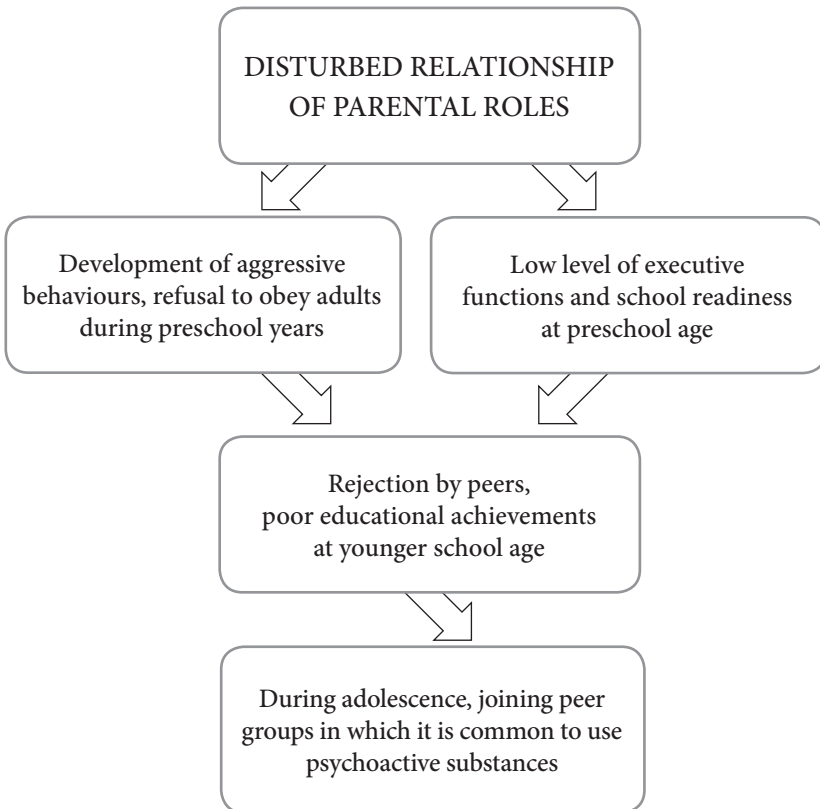 DISTURBED RELATIONSHIP
OF PARENTAL ROLES
Development of aggressive
behaviours, refusal to obey adults
during preschool years
Low level of executive
functions and school readiness
at preschool age
Rejection by peers,
poor educational achievements
at younger school age
During adolescence, joining peer
groups in which it is common to use
psychoactive substances